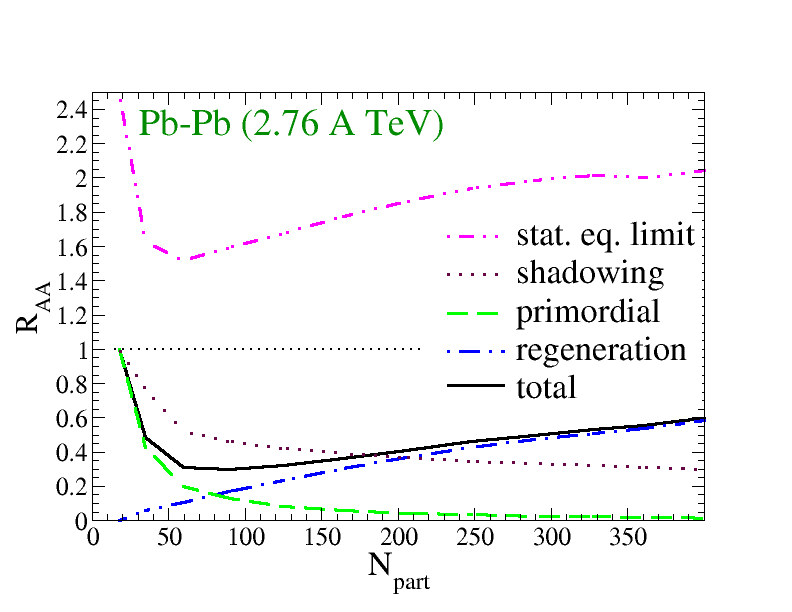 Pb-Pb (2.76 A TeV)
2.4
2.2
2
1.8
1.6
1.4
1.2
1
0.8
0.6
0.4
0.2
0
R_AA
stat. eq. limit
shadowing
primordial
regeneration
total
0 50 100 150 200 250 300 350
N_part